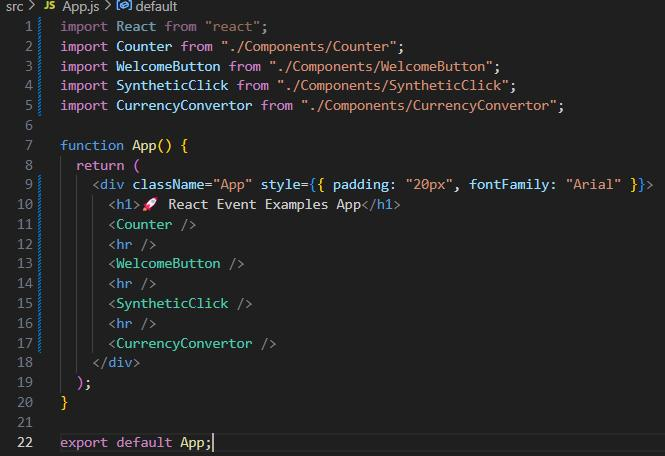 src > JS App.js > default
1 import React from "react";
2 import Counter from "./Components/Counter";
3 import WelcomeButton from "./Components/WelcomeButton";
4 import SyntheticClick from "./Components/SyntheticClick";
5 import CurrencyConvertor from "./Components/CurrencyConvertor";
6
7 function App() {
8   return (
9     <div className="App" style={{ padding: "20px", fontFamily: "Arial" }}>
10       <h1>🚀 React Event Examples App</h1>
11       <Counter />
12       <hr />
13       <WelcomeButton />
14       <hr />
15       <SyntheticClick />
16       <hr />
17       <CurrencyConvertor />
18     </div>
19   );
20 }
21
22 export default App;